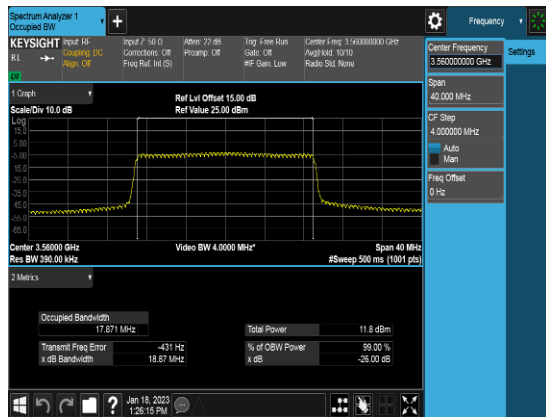 Spectrum Analyzer 1
Occupied BW
+
Frequency
KEYSIGHT
Input: RF
Input Z: 50 Ω
Atten: 22 dB
Trig: Free Run
Center Freq: 3.560000000 GHz
RL
Coupling: DC
Corrections: Off
Preamp: Off
Gate: Off
Avg|Hold: 10/10
Align: Off
Freq Ref: Int (S)
#IF Gain: Low
Radio Std: None
LXI
Center Frequency
3.560000000 GHz
Settings
Span
40.000 MHz
CF Step
4.000000 MHz
Auto
Man
Freq Offset
0 Hz
1 Graph
Ref Lvl Offset 15.00 dB
Scale/Div 10.0 dB
Ref Value 25.00 dBm
Log
15.0
5.00
-5.00
-15.0
-25.0
-35.0
-45.0
-55.0
-65.0
Center 3.56000 GHz
Video BW 4.0000 MHz*
Span 40 MHz
Res BW 390.00 kHz
#Sweep 500 ms (1001 pts)
2 Metrics
Occupied Bandwidth
17.871 MHz
Total Power
11.8 dBm
Transmit Freq Error
-431 Hz
% of OBW Power
99.00 %
x dB Bandwidth
18.87 MHz
x dB
-26.00 dB
?
Jan 18, 2023
1:26:15 PM